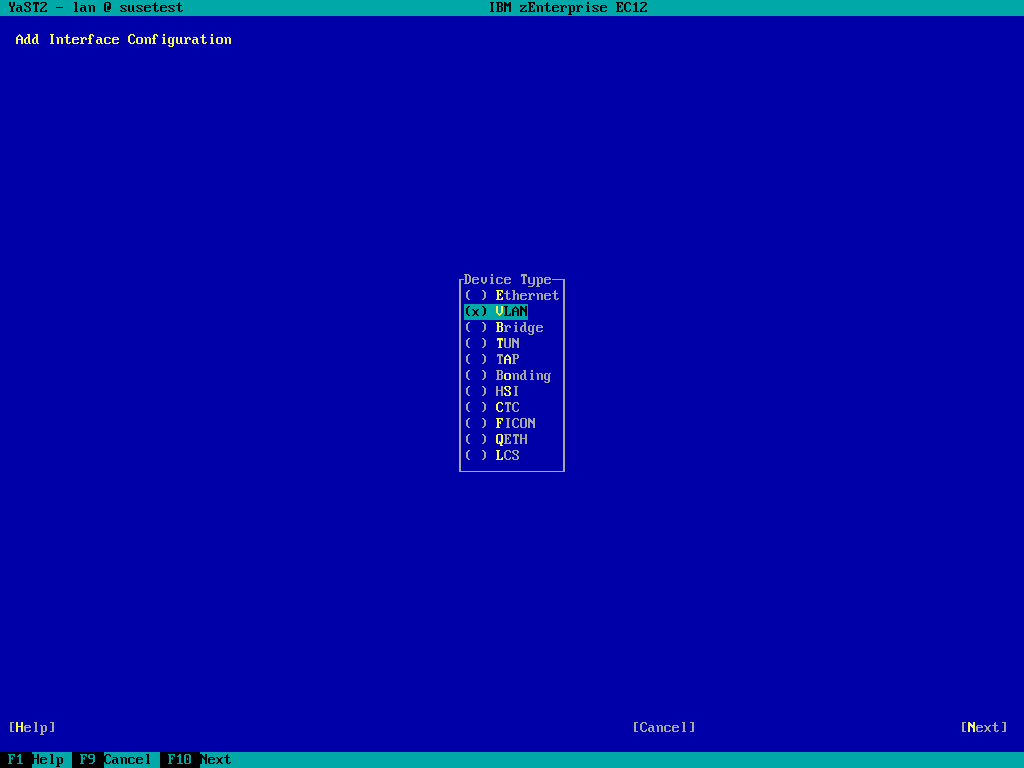 YaST2 - lan @ susetest IBM zEnterprise EC12
Add Interface Configuration
Device Type
( ) Ethernet
(x) VLAN
( ) Bridge
( ) TUN
( ) TAP
( ) Bonding
( ) HSI
( ) CTC
( ) FICON
( ) QETH
( ) LCS
[Help] [Cancel] [Next]
F1 Help F9 Cancel F10 Next